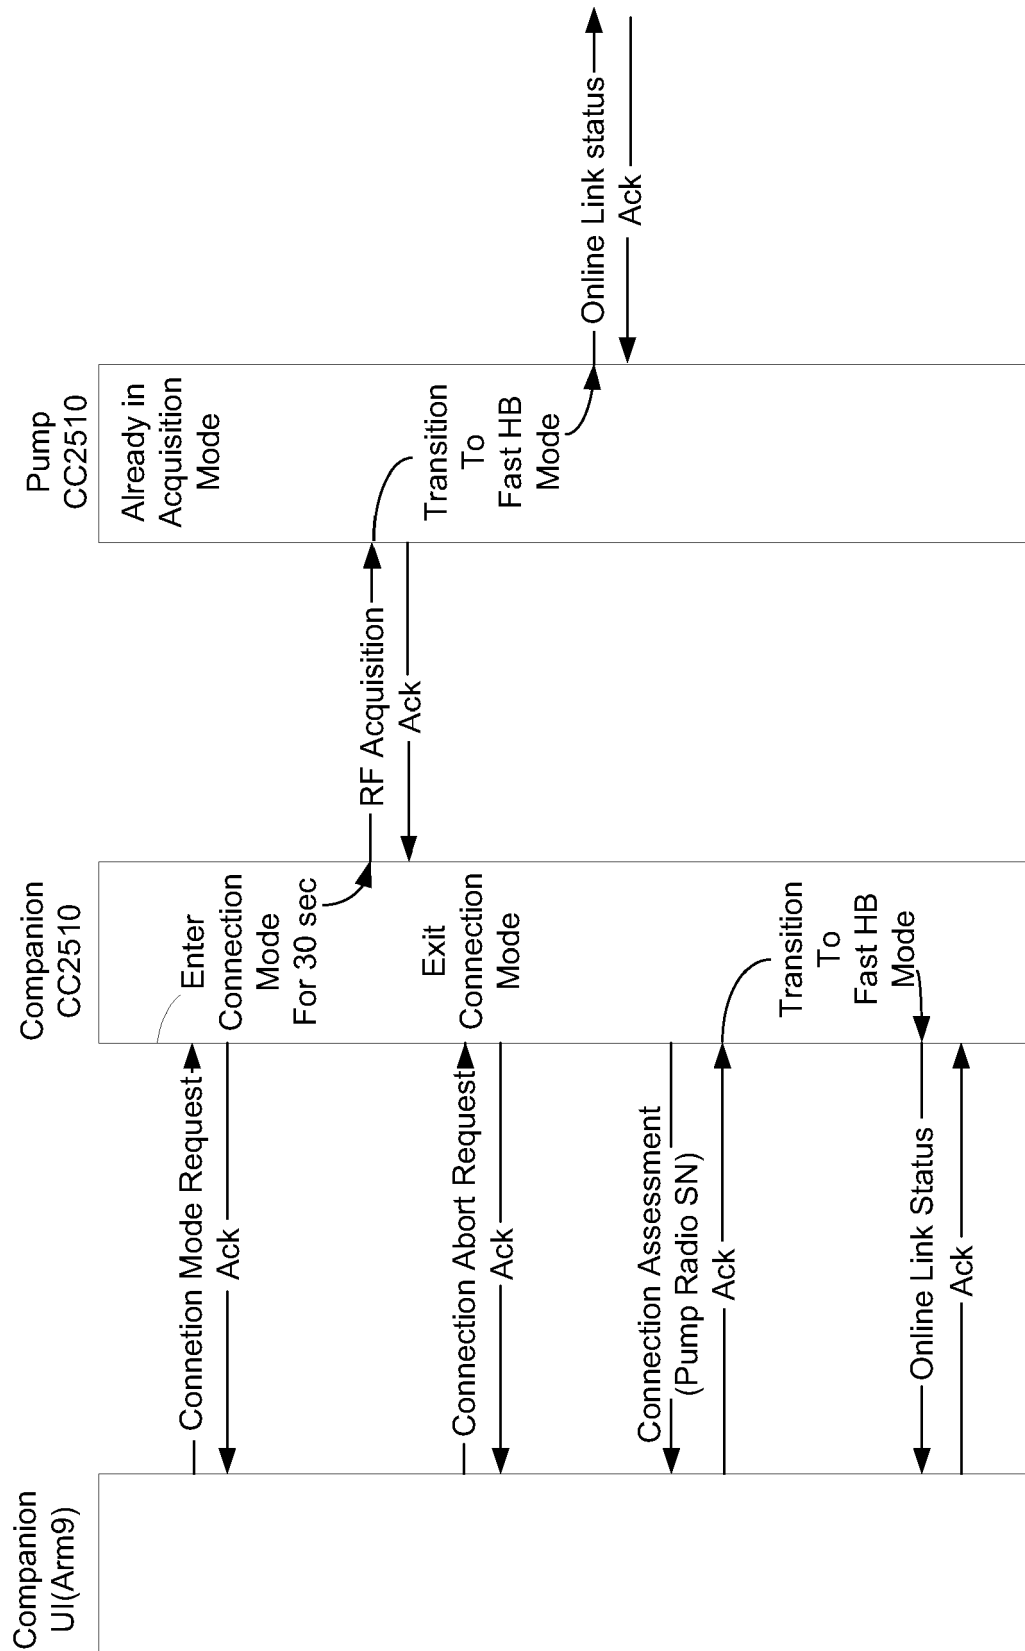 Companion
UI(Arm9)
Companion
CC2510
Pump
CC2510
Connetion Mode Request
Ack
Enter
Connection
Mode
For 30 sec
Already in
Acquisition
Mode
RF Acquisition
Ack
Connection Abort Request
Ack
Exit
Connection
Mode
Transition
To
Fast HB
Mode
Online Link status
Ack
Connection Assessment
(Pump Radio SN)
Ack
Transition
To
Fast HB
Mode
Online Link Status
Ack